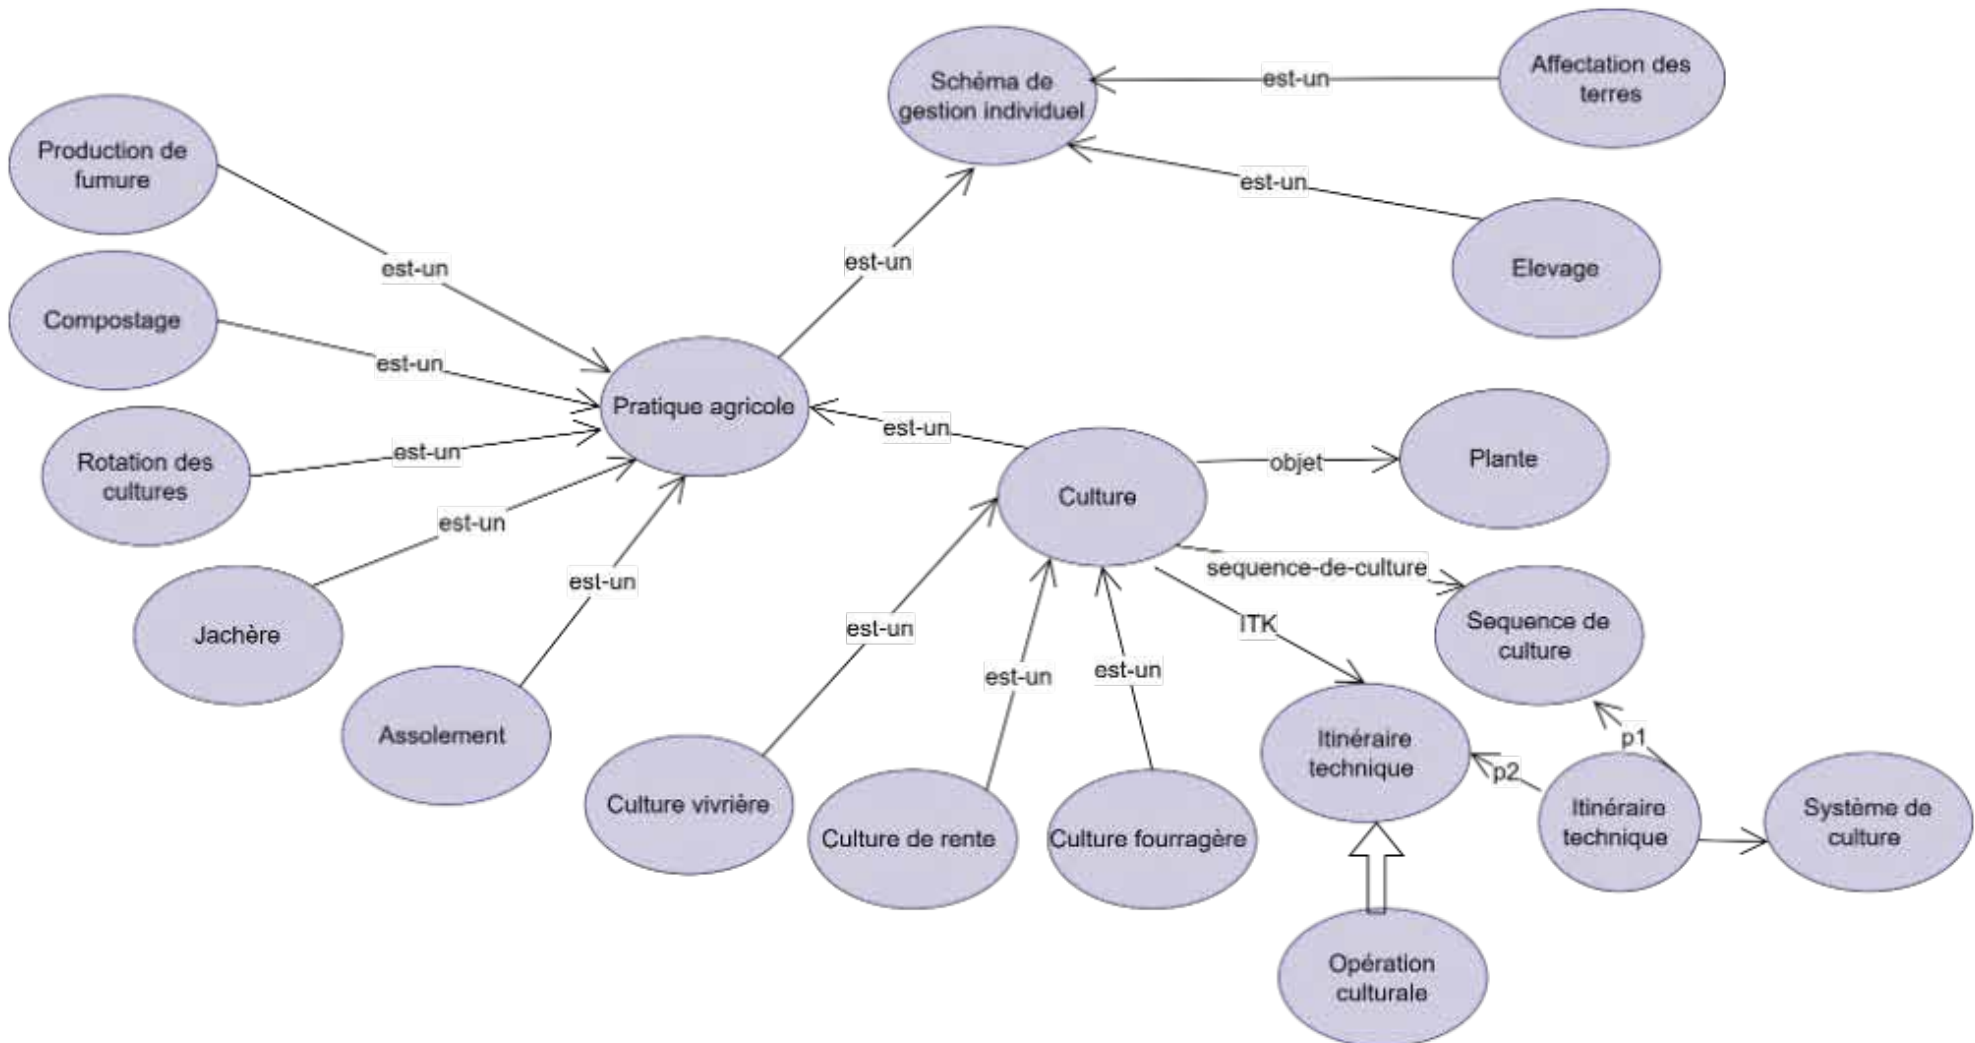 Schéma de
gestion individuel
est-un
Affectation des
terres
Production de
fumure
est-un
est-un
est-un
Elevage
Compostage
est-un
Pratique agricole
est-un
Rotation des
cultures
est-un
Culture
objet
Plante
est-un
sequence-de-culture
Jachère
est-un
est-un
ITK
Sequence de
culture
est-un
est-un
Assolement
Itinéraire
technique
p1
p2
Culture vivrière
Culture de rente
Culture fourragère
Itinéraire
technique
Système de
culture
Opération
culturale